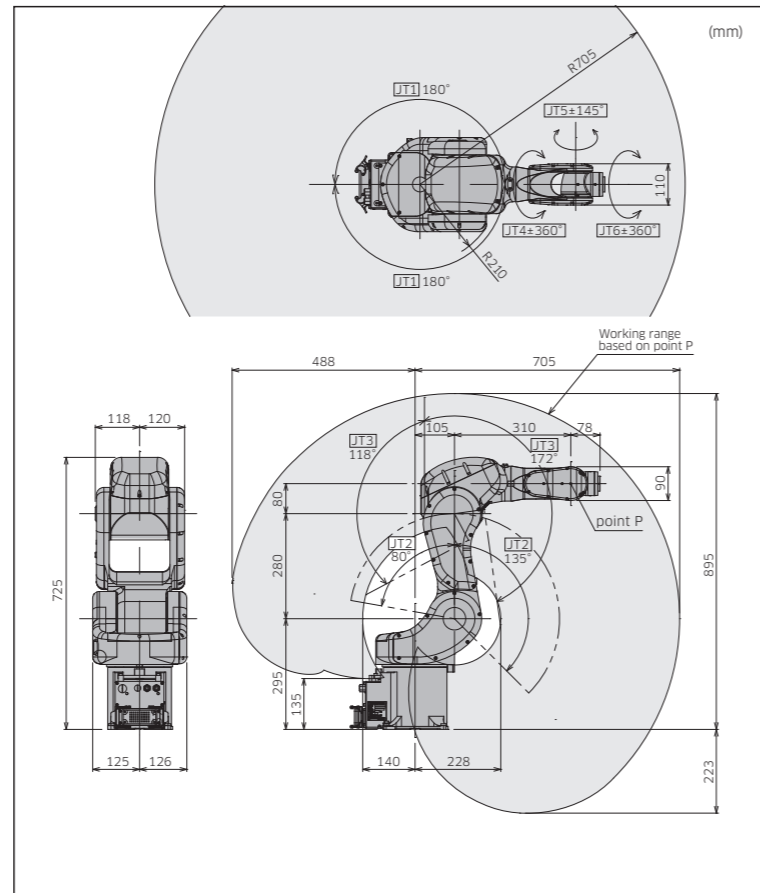 (mm)
R705
JT1 180°
JT5±145°
110
JT4±360°
JT6±360°
R210
JT1 180°
Working range
based on point P
488
705
118
120
105
310
78
JT3
118°
JT3
172°
80
90
point P
JT2
80°
JT2
135°
280
725
895
295
135
125
126
140
228
223